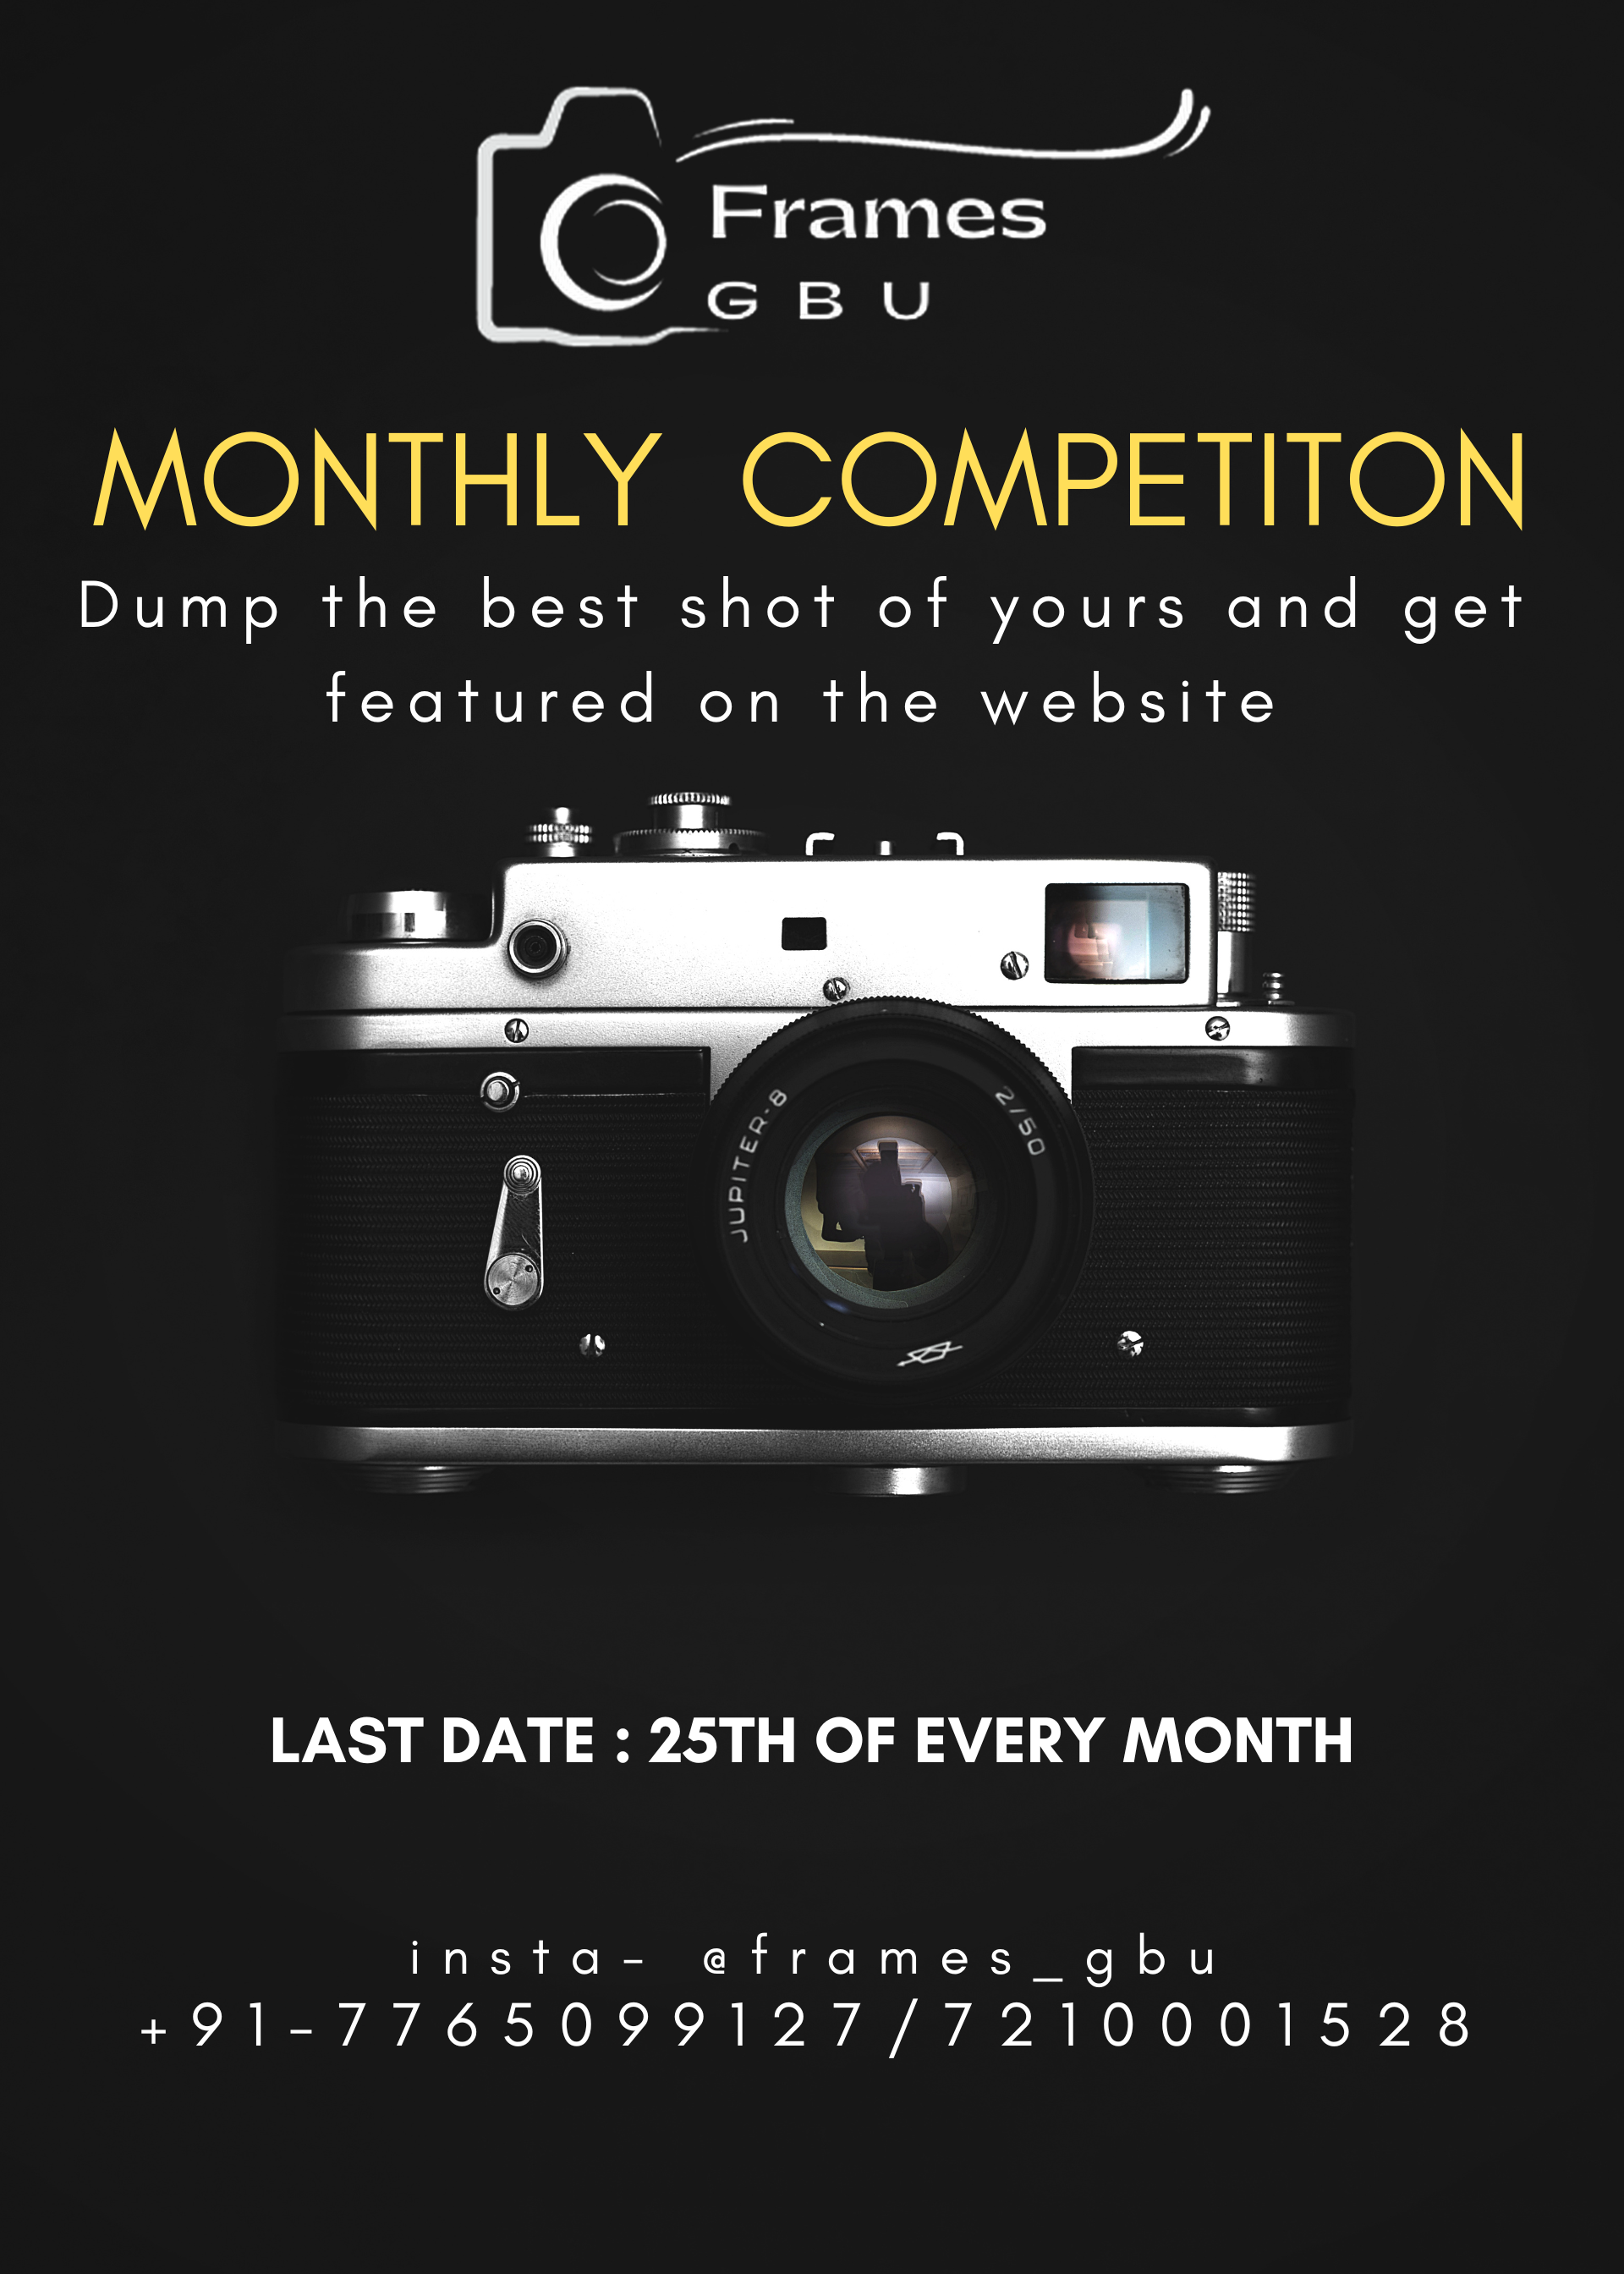 Frames
GBU
MONTHLY COMPETITON
Dump the best shot of yours and get
featured on the website
JUPITER-8
2/50
LAST DATE : 25TH OF EVERY MONTH
insta- @frames_gbu
+91-7765099127/7210001528